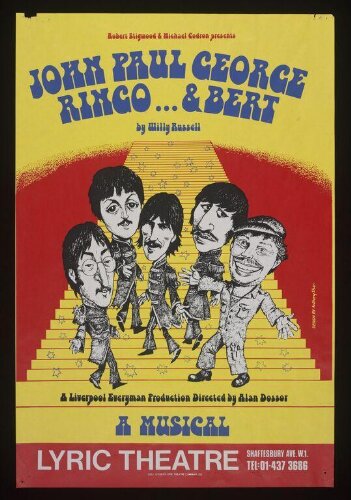 Robert Stigwood & Michael Codron presents
JOHN PAUL GEORGE
RINGO ... & BERT
by Willy Russell
A Liverpool Everyman Production Directed by Alan Dossor
A MUSICAL
LYRIC THEATRE
SHAFTESBURY AVE. W.1.
TEL: 01-437 3686